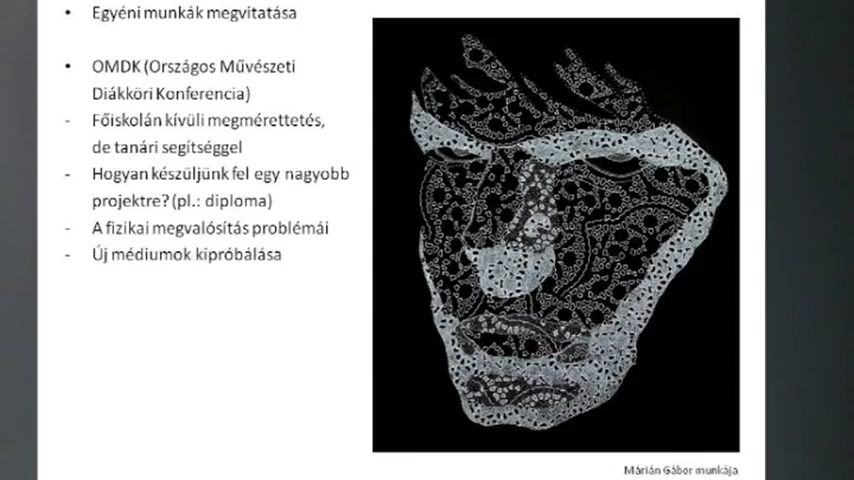 • Egyéni munkák megvitatása
• OMDK (Országos Művészeti
Diákköri Konferencia)
- Főiskolán kívüli megmérettetés,
de tanári segítséggel
- Hogyan készüljünk fel egy nagyobb
projektre? (pl.: diploma)
- A fizikai megvalósítás problémái
- Új médiumok kipróbálása
Márián Gábor munkája